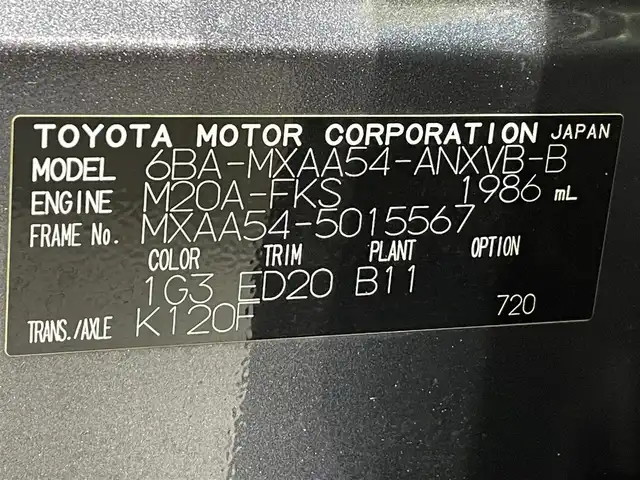 TOYOTA MOTOR CORPORATION JAPAN
MODEL 6BA-MXAA54-ANXVB-B
ENGINE M20A-FKS 1986 mL
FRAME No. MXAA54-5015567
COLOR TRIM PLANT OPTION
1G3 ED20 B11
TRANS./AXLE K120F 720